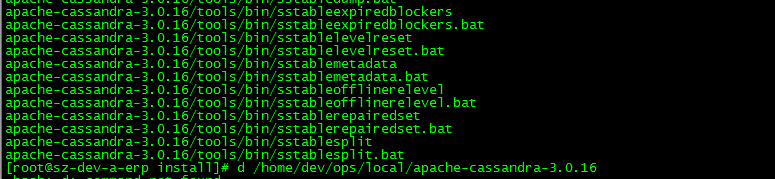 apache-cassandra-3.0.16/tools/bin/sstabledump.bat
apache-cassandra-3.0.16/tools/bin/sstableexpiredblockers
apache-cassandra-3.0.16/tools/bin/sstableexpiredblockers.bat
apache-cassandra-3.0.16/tools/bin/sstablelevelreset
apache-cassandra-3.0.16/tools/bin/sstablelevelreset.bat
apache-cassandra-3.0.16/tools/bin/sstablemetadata
apache-cassandra-3.0.16/tools/bin/sstablemetadata.bat
apache-cassandra-3.0.16/tools/bin/sstableofflinerelevel
apache-cassandra-3.0.16/tools/bin/sstableofflinerelevel.bat
apache-cassandra-3.0.16/tools/bin/sstablerepairedset
apache-cassandra-3.0.16/tools/bin/sstablerepairedset.bat
apache-cassandra-3.0.16/tools/bin/sstablesplit
apache-cassandra-3.0.16/tools/bin/sstablesplit.bat
[root@sz-dev-a-erp install]# d /home/dev/ops/local/apache-cassandra-3.0.16
-bash: d: command not found